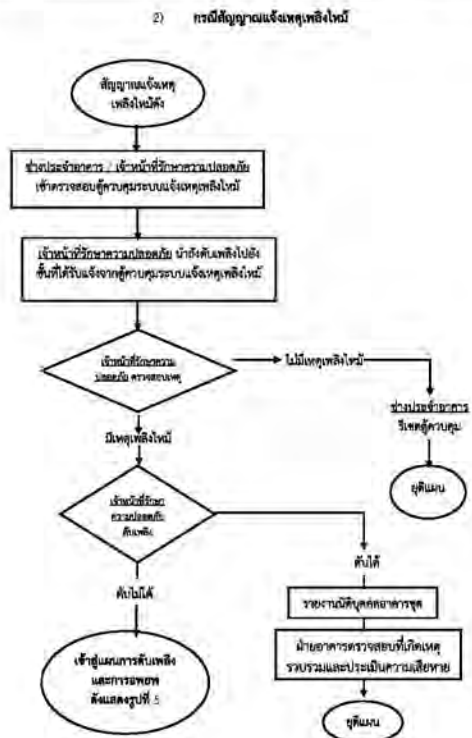 2) กรณีสัญญาณแจ้งเหตุเพลิงไหม้
สัญญาณแจ้งเหตุ
เพลิงไหม้ดัง
ช่างประจำอาคาร / เจ้าหน้าที่รักษาความปลอดภัย
เข้าตรวจสอบตู้ควบคุมระบบแจ้งเหตุเพลิงไหม้
เจ้าหน้าที่รักษาความปลอดภัย นำถังดับเพลิงไปยัง
ชั้นที่ได้รับแจ้งจากตู้ควบคุมระบบแจ้งเหตุเพลิงไหม้
เจ้าหน้าที่รักษาความ
ปลอดภัย ตรวจสอบเหตุ
ไม่มีเหตุเพลิงไหม้
ช่างประจำอาคาร
รีเซตตู้ควบคุม
ยุติแผน
มีเหตุเพลิงไหม้
เจ้าหน้าที่รักษา
ความปลอดภัย
ดับเพลิง
ดับได้
ดับไม่ได้
รายงานนิติบุคคลอาคารชุด
ฝ่ายอาคารตรวจสอบที่เกิดเหตุ
รวบรวมและประเมินความเสียหาย
เข้าสู่แผนการดับเพลิง
และการอพยพ
ดังแสดงรูปที่ 5
ยุติแผน